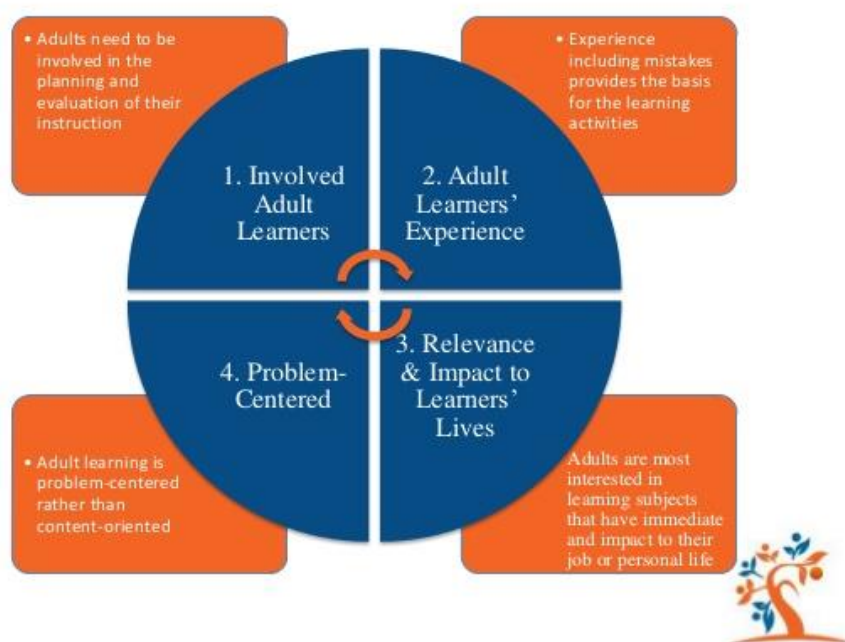 • Adults need to be
involved in the
planning and
evaluation of their
instruction
• Experience
including mistakes
provides the basis
for the learning
activities
1. Involved
Adult
Learners
2. Adult
Learners’
Experience
4. Problem-
Centered
3. Relevance
& Impact to
Learners’
Lives
• Adult learning is
problem-centered
rather than
content-oriented
Adults are most
interested in
learning subjects
that have immediate
and impact to their
job or personal life